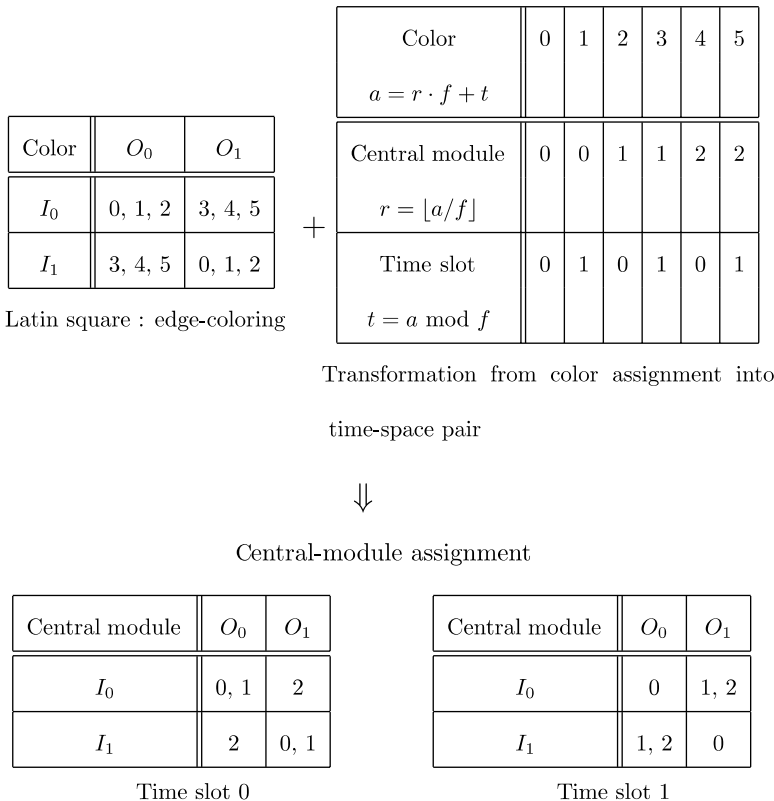 Color 0 1 2 3 4 5
a = r · f + t
Central module 0 0 1 1 2 2
r = ⌊a/f⌋
Time slot 0 1 0 1 0 1
t = a mod f
Transformation from color assignment into
time-space pair
Color O₀ O₁
I₀ 0, 1, 2 3, 4, 5
I₁ 3, 4, 5 0, 1, 2
Latin square : edge-coloring
+
⇓
Central-module assignment
Central module O₀ O₁
I₀ 0, 1 2
I₁ 2 0, 1
Time slot 0
Central module O₀ O₁
I₀ 0 1, 2
I₁ 1, 2 0
Time slot 1